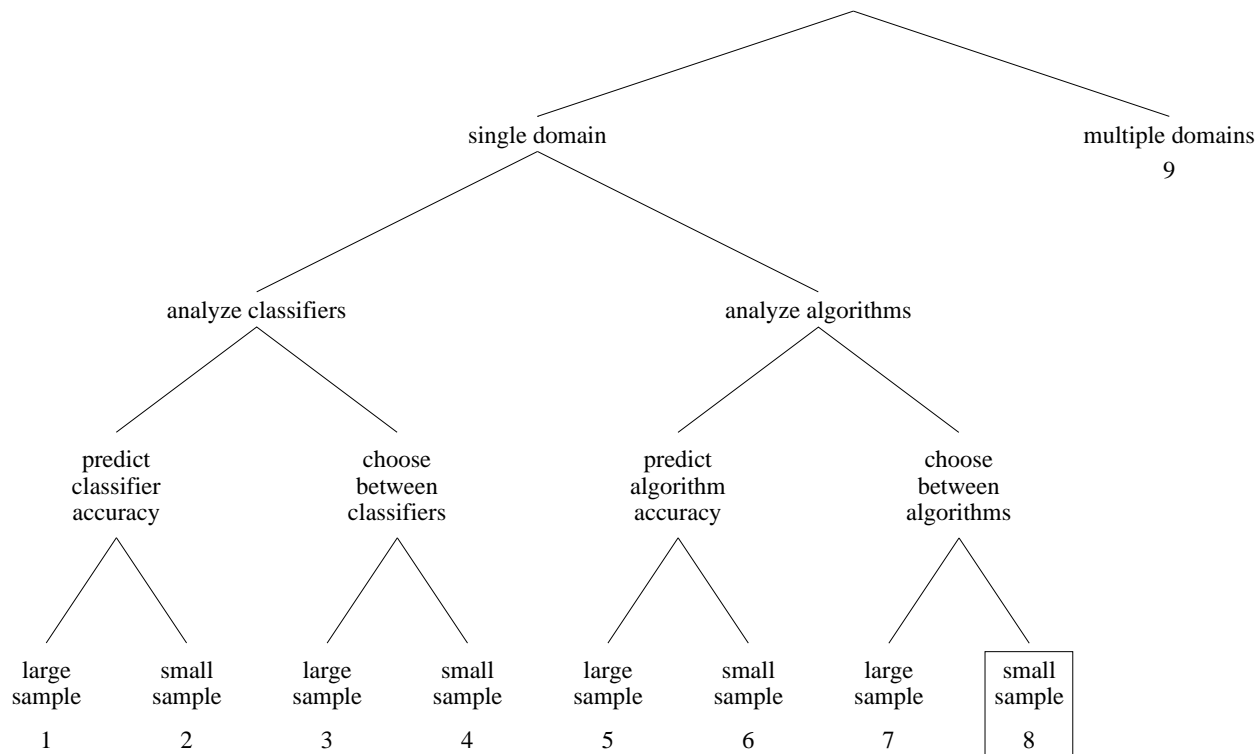 single domain
multiple domains
9
analyze classifiers
analyze algorithms
predict
classifier
accuracy
choose
between
classifiers
predict
algorithm
accuracy
choose
between
algorithms
large
sample
1
small
sample
2
large
sample
3
small
sample
4
large
sample
5
small
sample
6
large
sample
7
small
sample
8